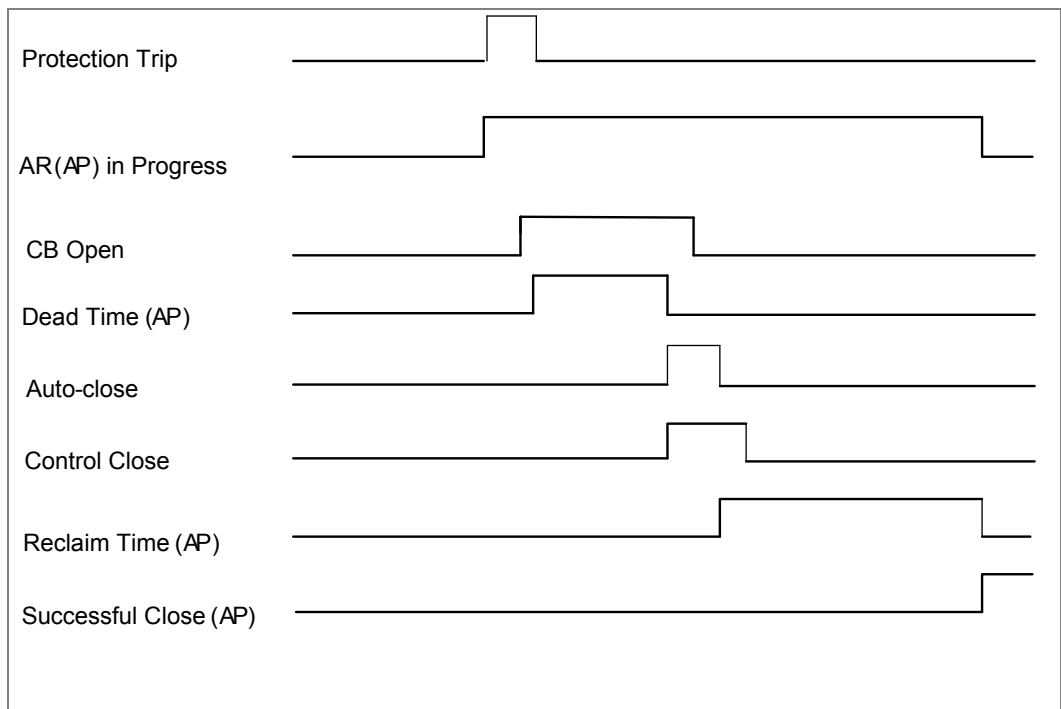 Protection Trip
AR(AP) in Progress
CB Open
Dead Time (AP)
Auto-close
Control Close
Reclaim Time (AP)
Successful Close (AP)